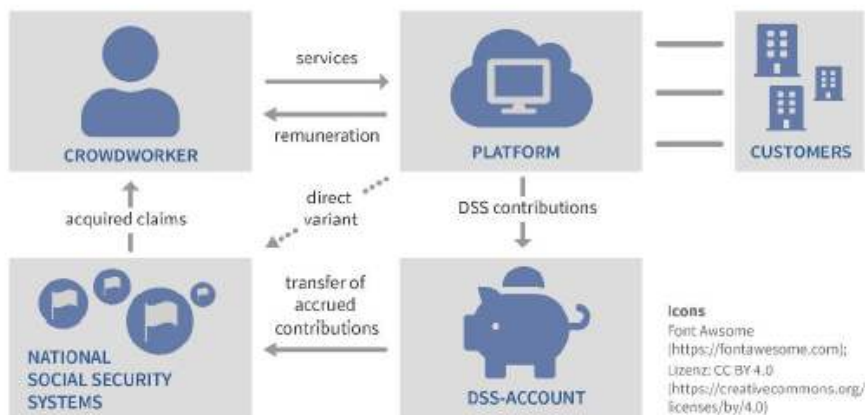 services
remuneration
CROWDWORKER
PLATFORM
CUSTOMERS
acquired claims
direct
variant
DSS contributions
transfer of
accrued
contributions
NATIONAL
SOCIAL SECURITY
SYSTEMS
DSS-ACCOUNT
Icons
Font Awsome
(https://fontawesome.com);
Lizenz: CC BY 4.0
(https://creativecommons.org/
licenses/by/4.0)